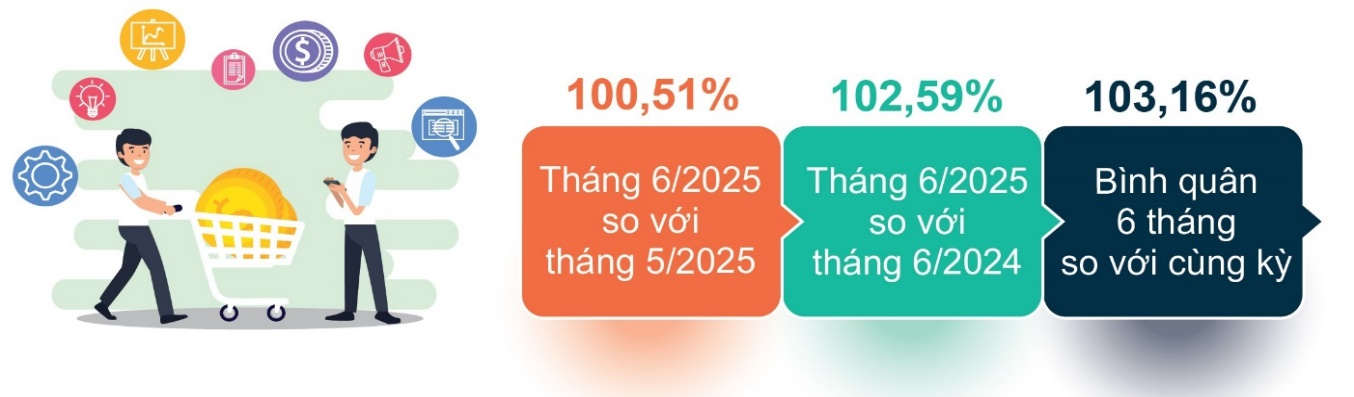 100,51%
Tháng 6/2025
so với
tháng 5/2025
102,59%
Tháng 6/2025
so với
tháng 6/2024
103,16%
Bình quân
6 tháng
so với cùng kỳ